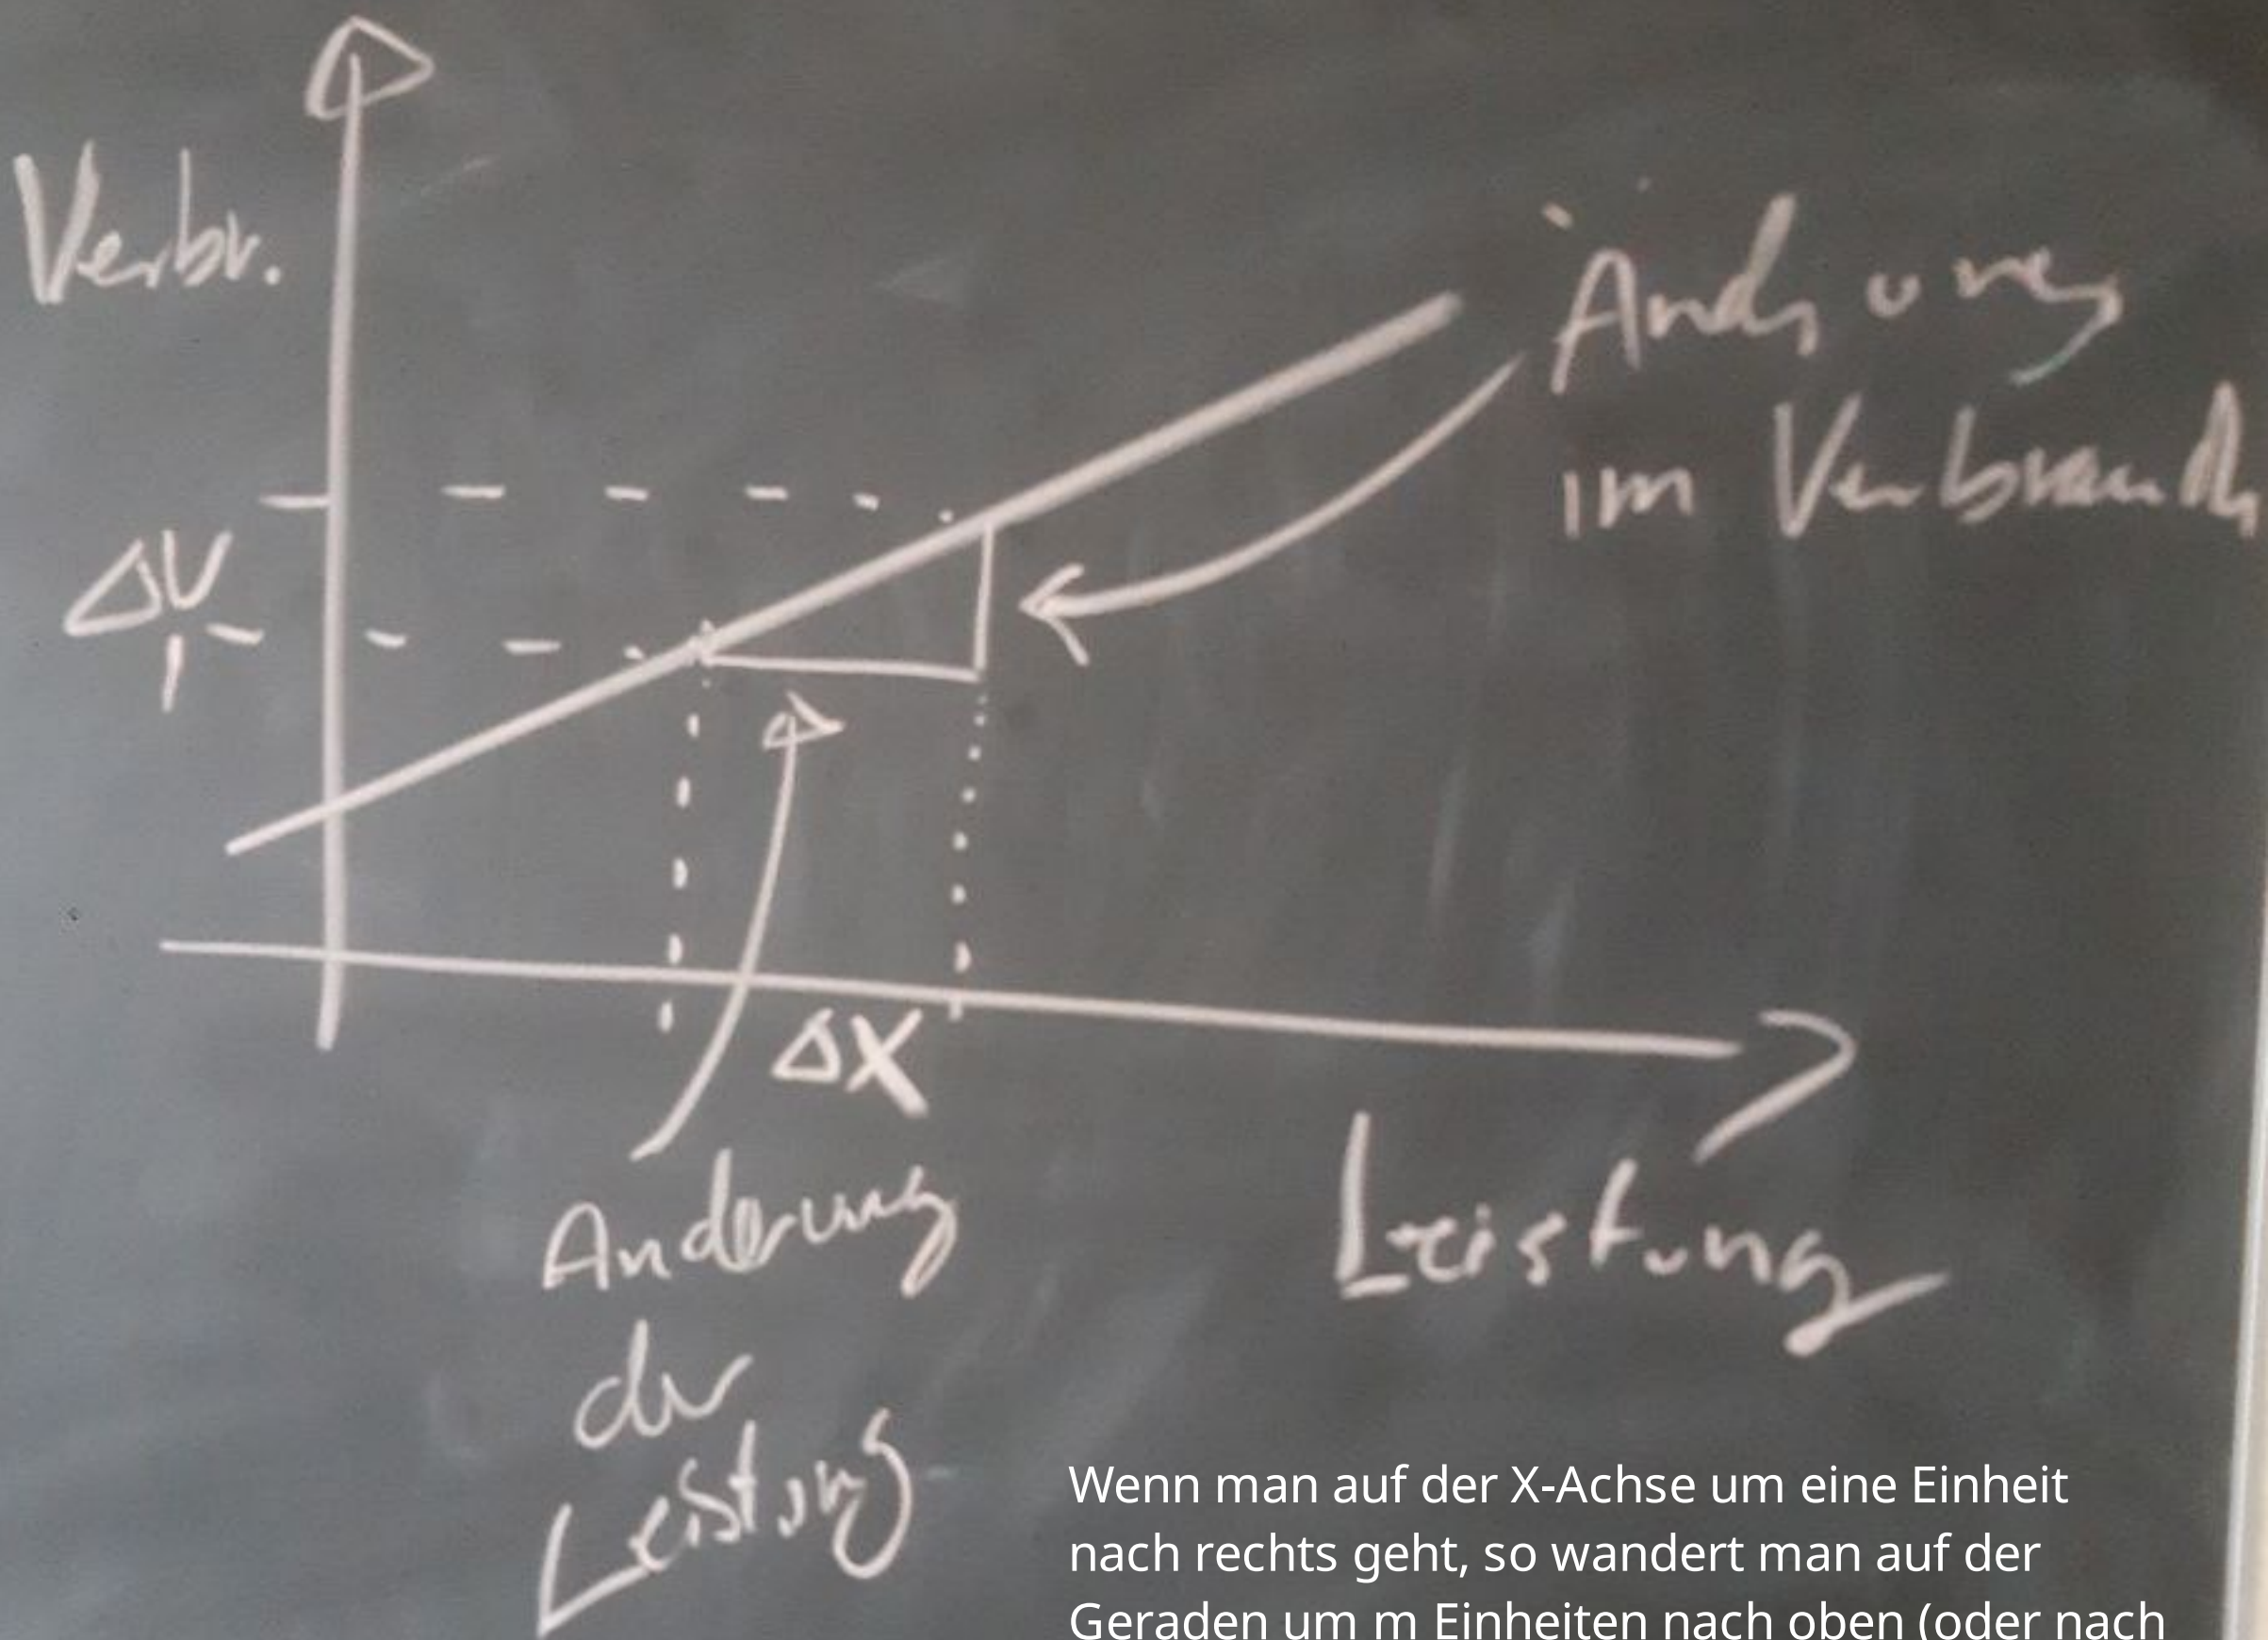 Verbr.
Änderung
im Verbrauch
ΔV
ΔX
Anderung
der
Leistung
Leistung
Wenn man auf der X-Achse um eine Einheit
nach rechts geht, so wandert man auf der
Geraden um m Einheiten nach oben (oder nach